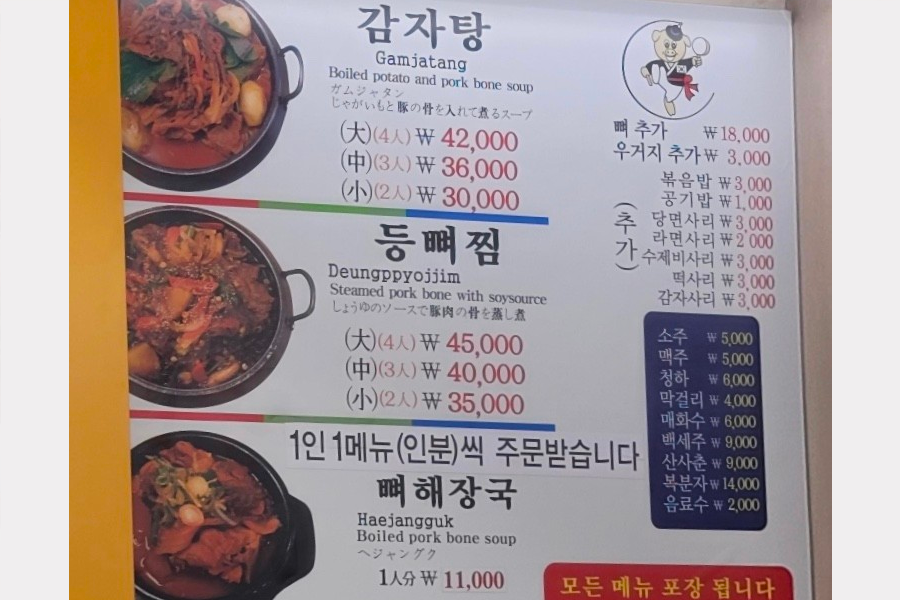 감자탕
Gamjatang
Boiled potato and pork bone soup
ガムジャタン
じゃがいもと豚の骨を入れて煮るスープ
(大)(4人) ₩ 42,000
(中)(3人) ₩ 36,000
(小)(2人) ₩ 30,000
등뼈찜
Deungppyojjim
Steamed pork bone with soysource
しょうゆのソースで豚肉の骨を蒸し煮
(大)(4人) ₩ 45,000
(中)(3人) ₩ 40,000
(小)(2人) ₩ 35,000
1인 1메뉴(인분)씩 주문받습니다
뼈해장국
Haejangguk
Boiled pork bone soup
ヘジャングク
1人分 ₩ 11,000
뼈 추가 ₩18,000
우거지 추가 ₩ 3,000
(추가)
볶음밥 ₩3,000
공기밥 ₩1,000
당면사리 ₩3,000
라면사리 ₩2,000
수제비사리 ₩3,000
떡사리 ₩3,000
감자사리 ₩3,000
소주 ₩ 5,000
맥주 ₩ 5,000
청하 ₩ 6,000
막걸리 ₩ 4,000
매화수 ₩ 6,000
백세주 ₩ 9,000
산사춘 ₩ 9,000
복분자 ₩ 14,000
음료수 ₩ 2,000
모든 메뉴 포장 됩니다